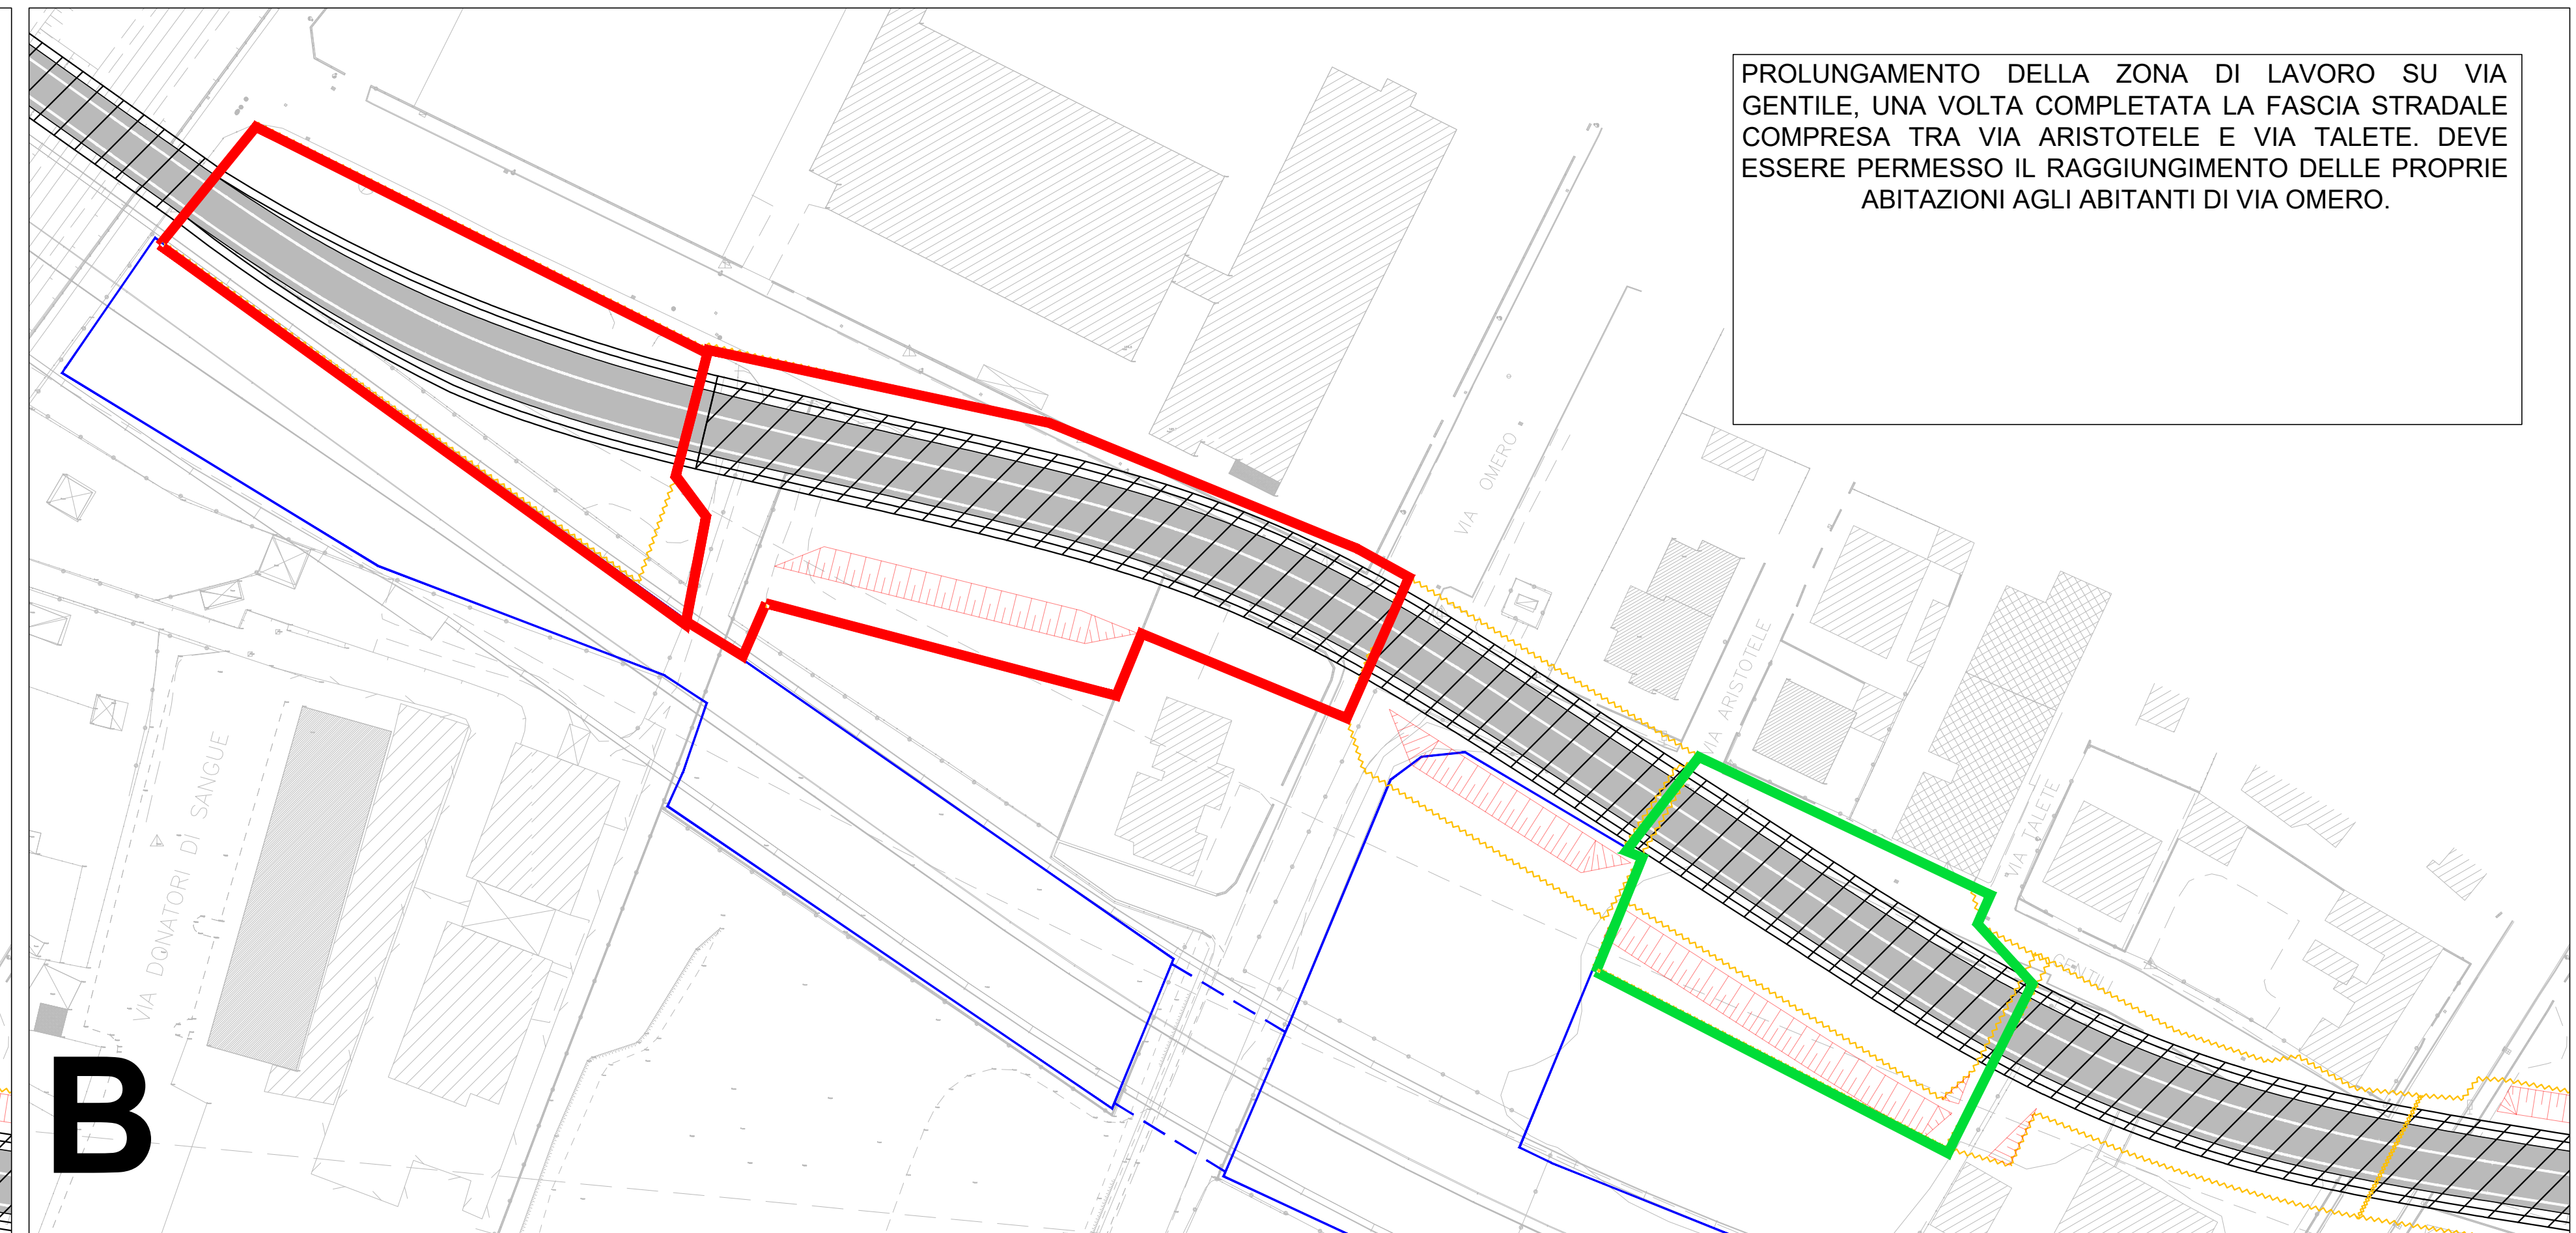 PROLUNGAMENTO DELLA ZONA DI LAVORO SU VIA
GENTILE, UNA VOLTA COMPLETATA LA FASCIA STRADALE
COMPRESA TRA VIA ARISTOTELE E VIA TALETE. DEVE
ESSERE PERMESSO IL RAGGIUNGIMENTO DELLE PROPRIE
ABITAZIONI AGLI ABITANTI DI VIA OMERO.
VIA OMERO
VIA ARISTOTELE
VIA TALETE
VIA DONATORI DI SANGUE
B